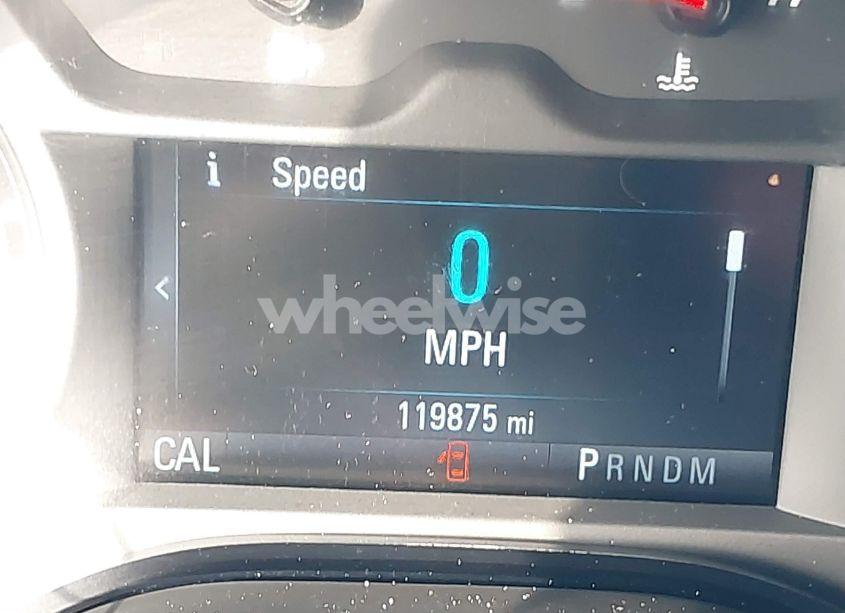 i Speed
0
wheelwise
MPH
119875 mi
CAL PRNDM